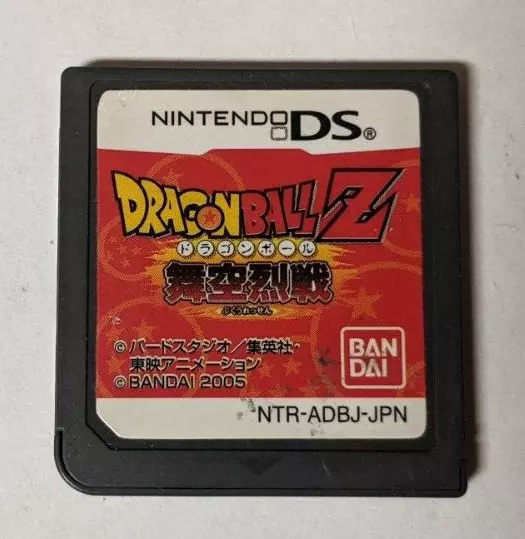 NINTENDO DS®
DRAGON BALL Z
ドラゴンボール
舞空烈戦
ぶくうれっせん
©バードスタジオ/集英社・
東映アニメーション
©BANDAI 2005
BAN
DAI
NTR-ADBJ-JPN